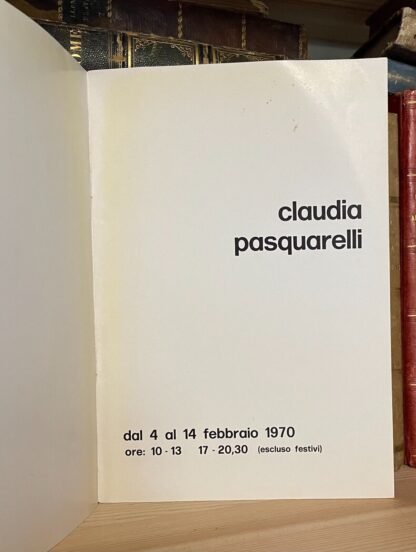 claudia
pasquarelli
dal 4 al 14 febbraio 1970
ore: 10-13 17-20,30 (escluso festivi)